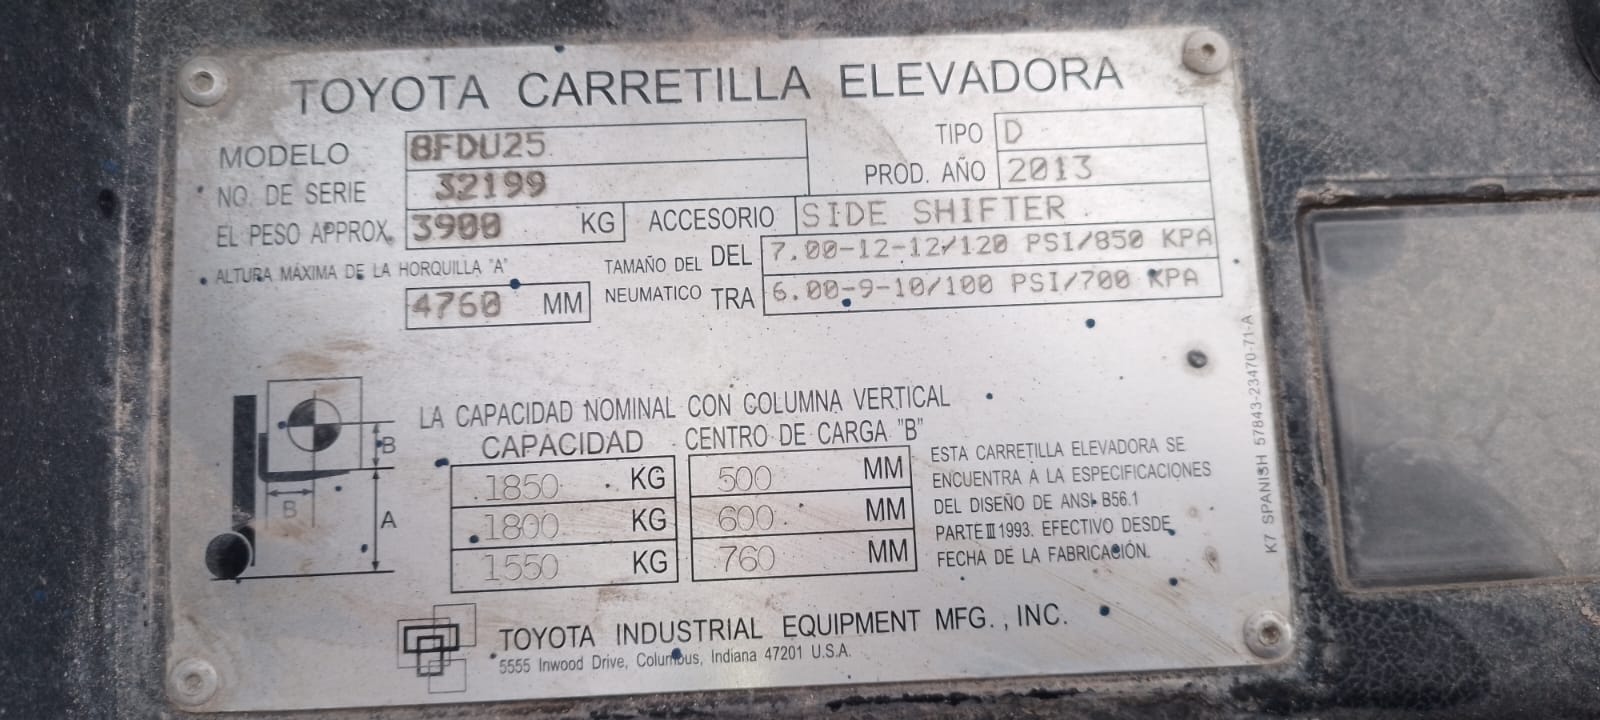 TOYOTA CARRETILLA ELEVADORA
MODELO 8FDU25 TIPO D
NO. DE SERIE 32199 PROD. AÑO 2013
EL PESO APPROX. 3900 KG ACCESORIO SIDE SHIFTER
ALTURA MÁXIMA DE LA HORQUILLA "A" TAMAÑO DEL DEL 7.00-12-12/120 PSI/850 KPA
4760 MM NEUMATICO TRA 6.00-9-10/100 PSI/700 KPA
LA CAPACIDAD NOMINAL CON COLUMNA VERTICAL
CAPACIDAD CENTRO DE CARGA "B"
1850 KG 500 MM
1800 KG 600 MM
1550 KG 760 MM
B
B
A
ESTA CARRETILLA ELEVADORA SE
ENCUENTRA A LA ESPECIFICACIONES
DEL DISEÑO DE ANSI B56.1
PARTE III 1993. EFECTIVO DESDE
FECHA DE LA FABRICACIÓN.
K7 SPANISH 57843-23470-71-A
TOYOTA INDUSTRIAL EQUIPMENT MFG., INC.
5555 Inwood Drive, Columbus, Indiana 47201 U.S.A.